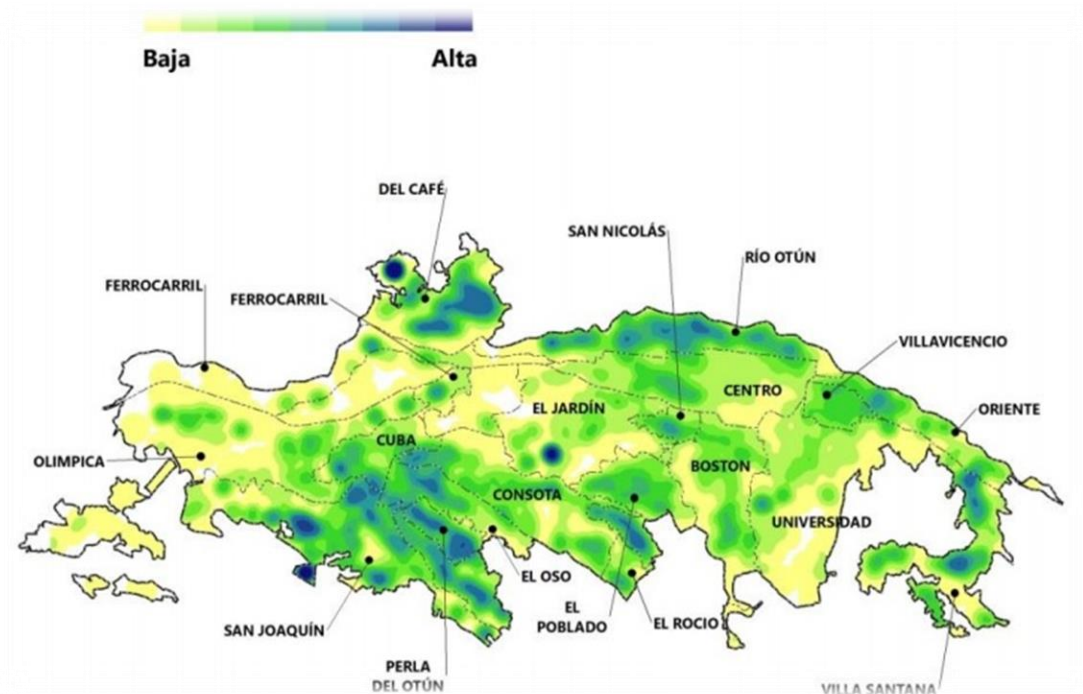 Baja
Alta
DEL CAFÉ
SAN NICOLÁS
RÍO OTÚN
FERROCARRIL
FERROCARRIL
VILLAVICENCIO
CENTRO
EL JARDÍN
ORIENTE
CUBA
OLIMPICA
BOSTON
CONSOTA
UNIVERSIDAD
EL OSO
EL
POBLADO
EL ROCIO
SAN JOAQUÍN
PERLA
DEL OTÚN
VILLA SANTANA